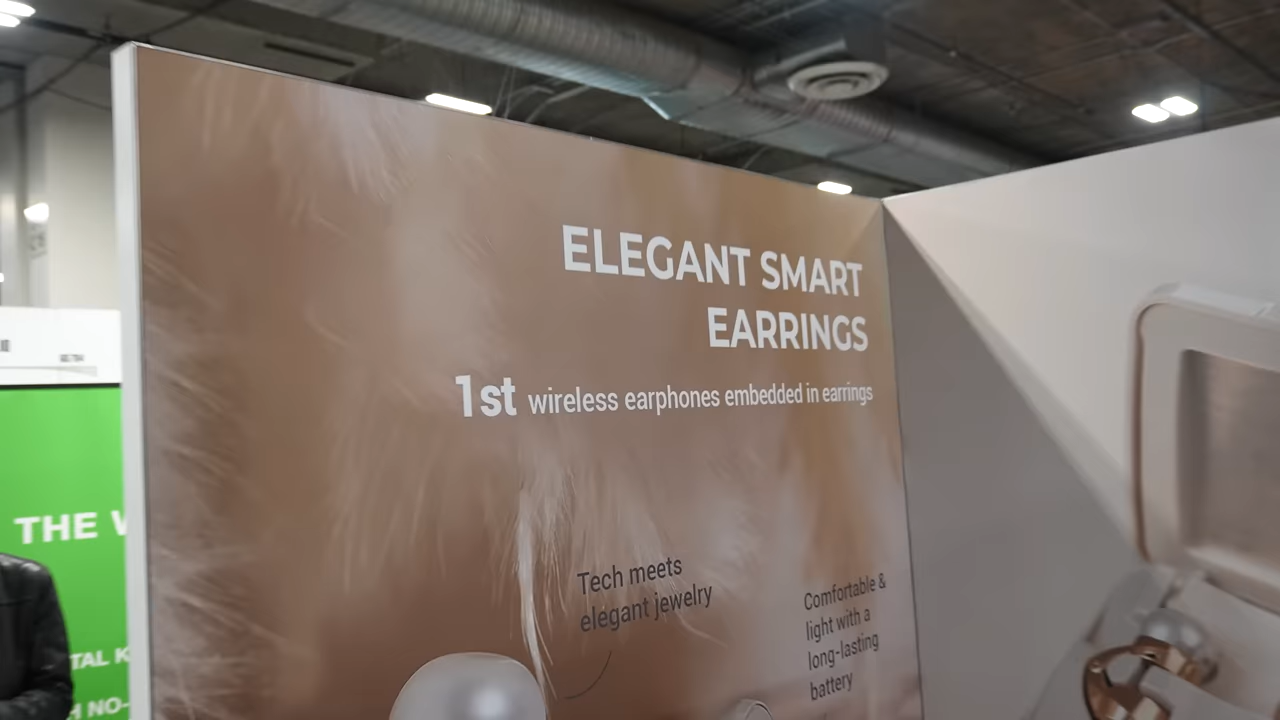 ELEGANT SMART
EARRINGS
1st wireless earphones embedded in earrings
Tech meets
elegant jewelry
Comfortable &
light with a
long-lasting
battery
THE